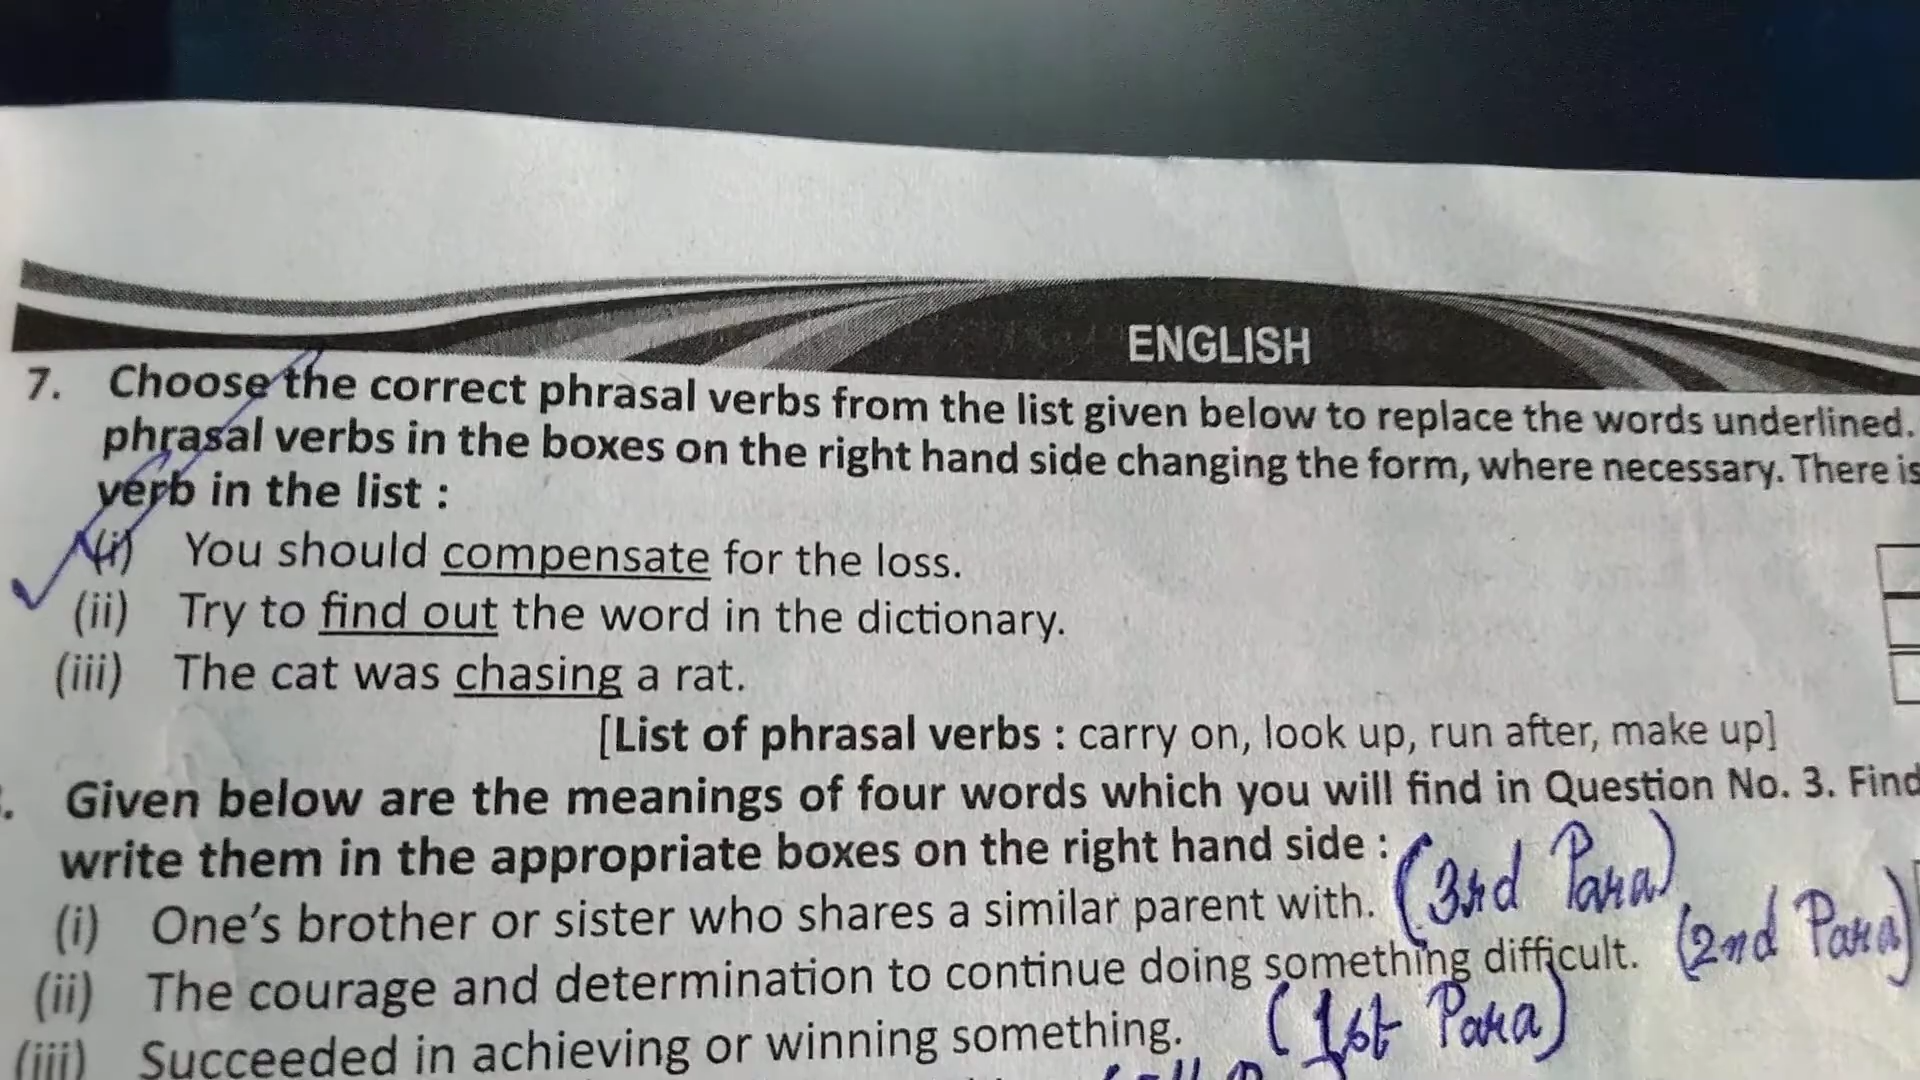 ENGLISH
7. Choose the correct phrasal verbs from the list given below to replace the words underlined.
phrasal verbs in the boxes on the right hand side changing the form, where necessary. There is
verb in the list :
(i) You should compensate for the loss.
(ii) Try to find out the word in the dictionary.
(iii) The cat was chasing a rat.
[List of phrasal verbs : carry on, look up, run after, make up]
. Given below are the meanings of four words which you will find in Question No. 3. Find
write them in the appropriate boxes on the right hand side :
(i) One's brother or sister who shares a similar parent with. (3rd Para)
(ii) The courage and determination to continue doing something difficult. (2nd Para)
(iii) Succeeded in achieving or winning something. (1st Para)